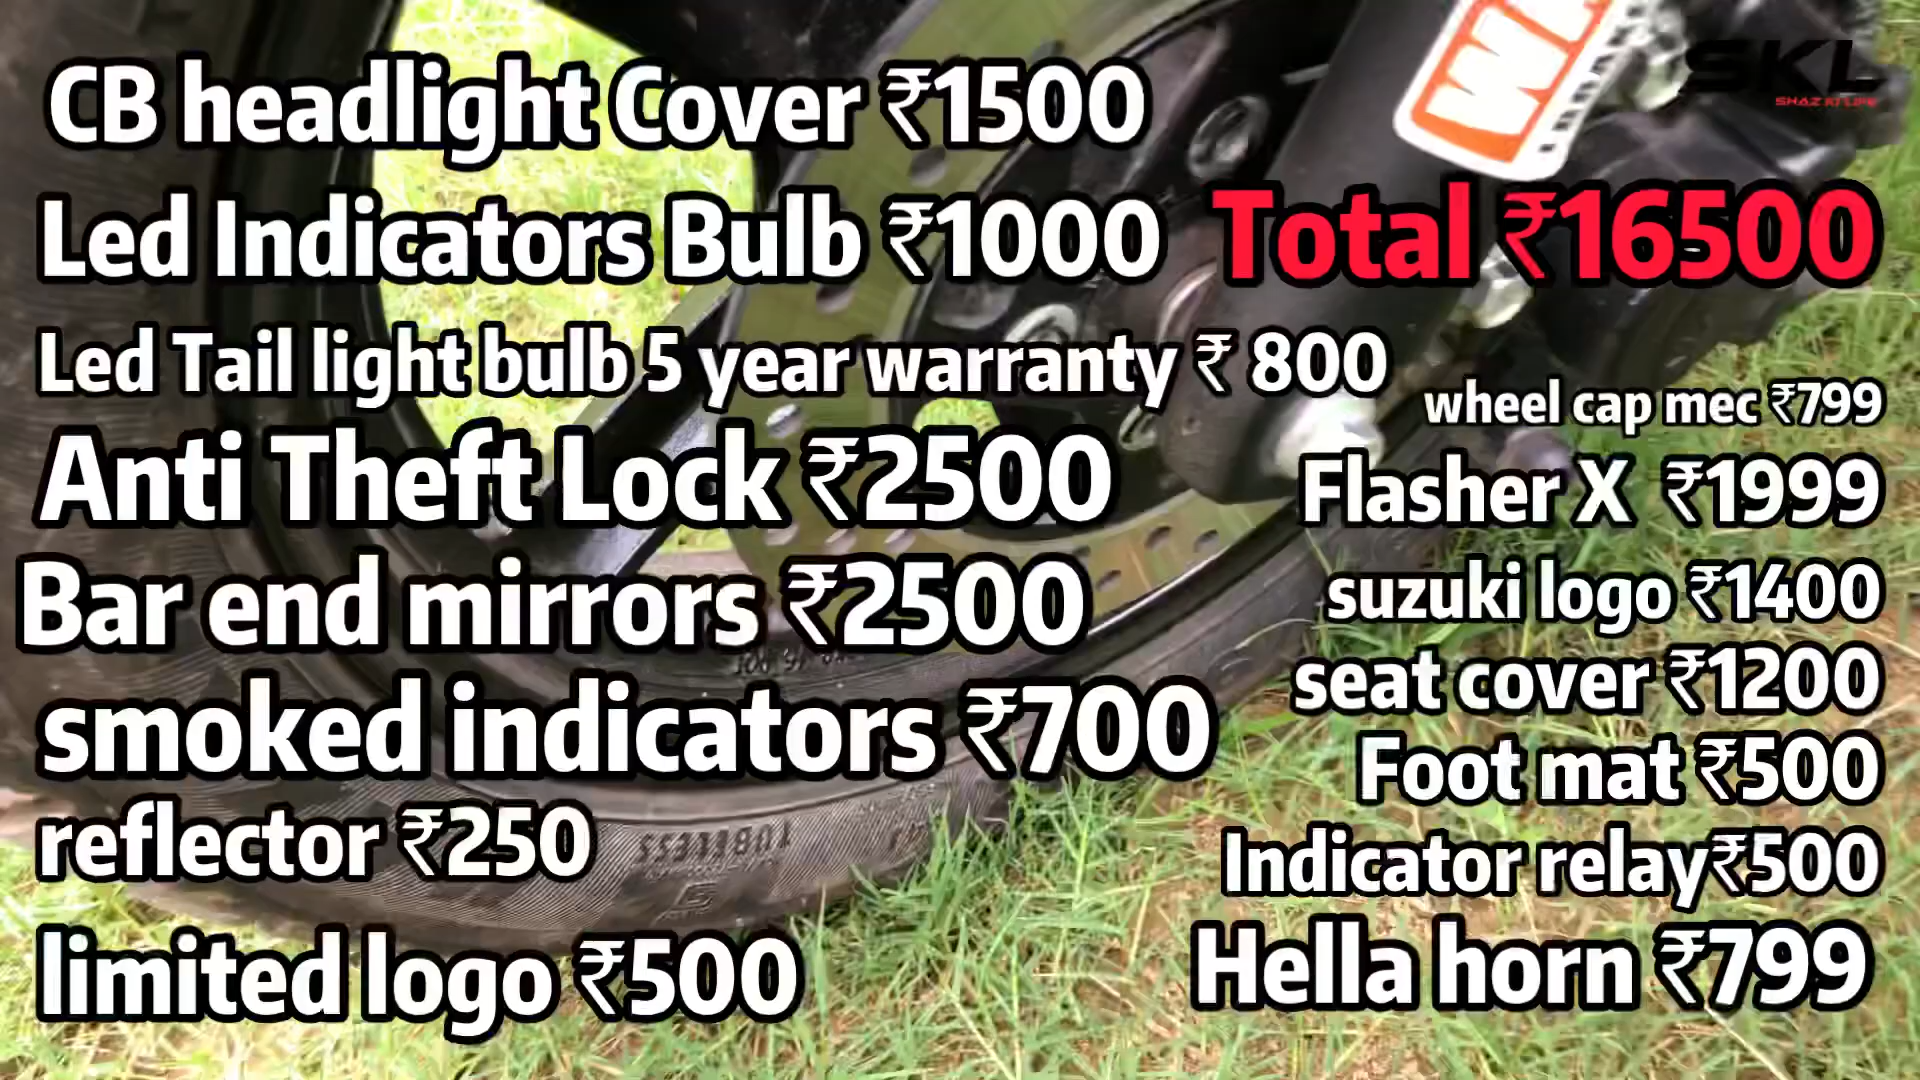 CB headlight Cover ₹1500
Led Indicators Bulb ₹1000
Led Tail light bulb 5 year warranty ₹ 800
Anti Theft Lock ₹2500
Bar end mirrors ₹2500
smoked indicators ₹700
reflector ₹250
limited logo ₹500
SKL
Total ₹16500
wheel cap mec ₹799
Flasher X ₹1999
suzuki logo ₹1400
seat cover ₹1200
Foot mat ₹500
Indicator relay₹500
Hella horn ₹799
TUBELESS